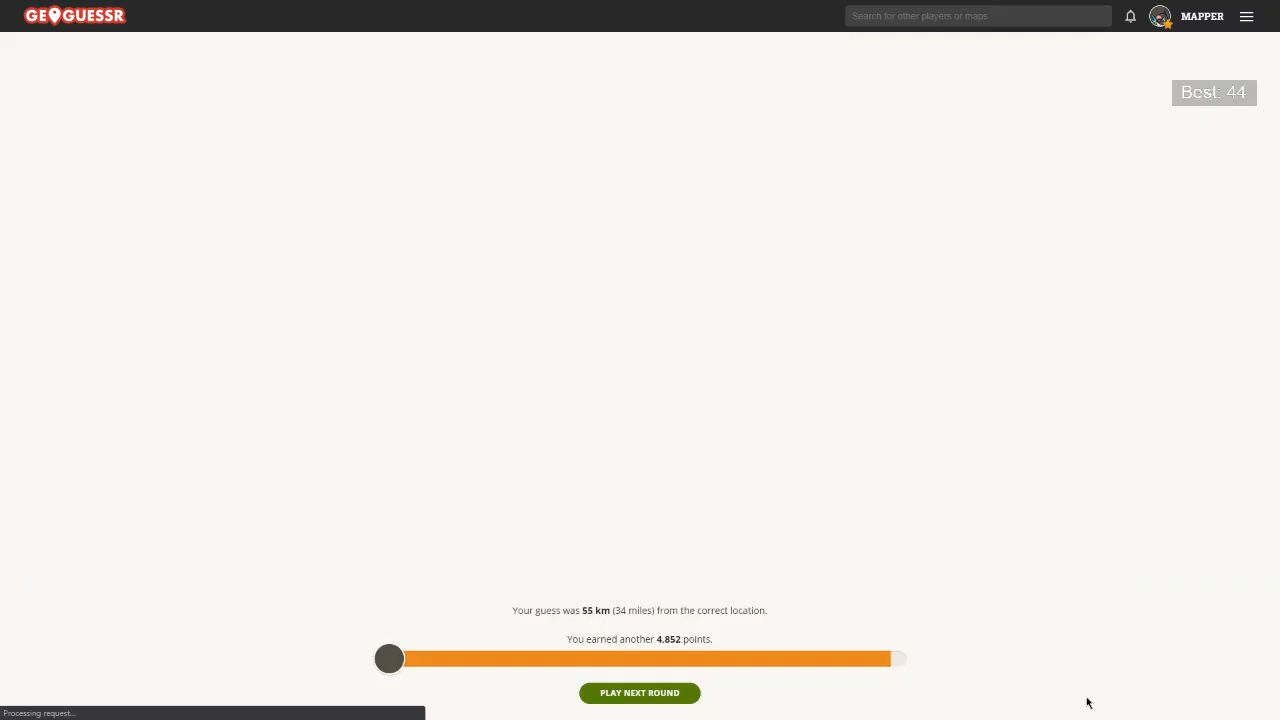 GEOGUESSR
Search for other players or maps
MAPPER
Best: 44
Your guess was 55 km (34 miles) from the correct location.
You earned another 4,852 points.
PLAY NEXT ROUND
Processing request...